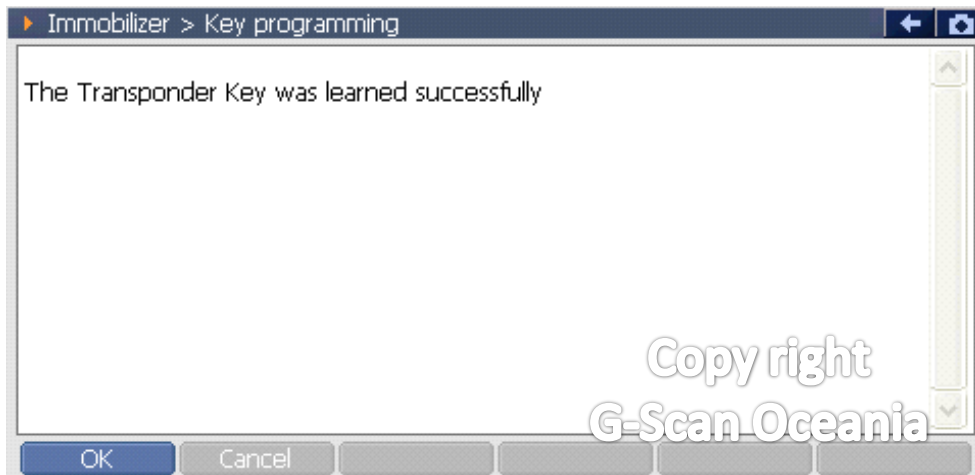 Immobilizer > Key programming
The Transponder Key was learned successfully
Copy right
G-Scan Oceania
OK
Cancel